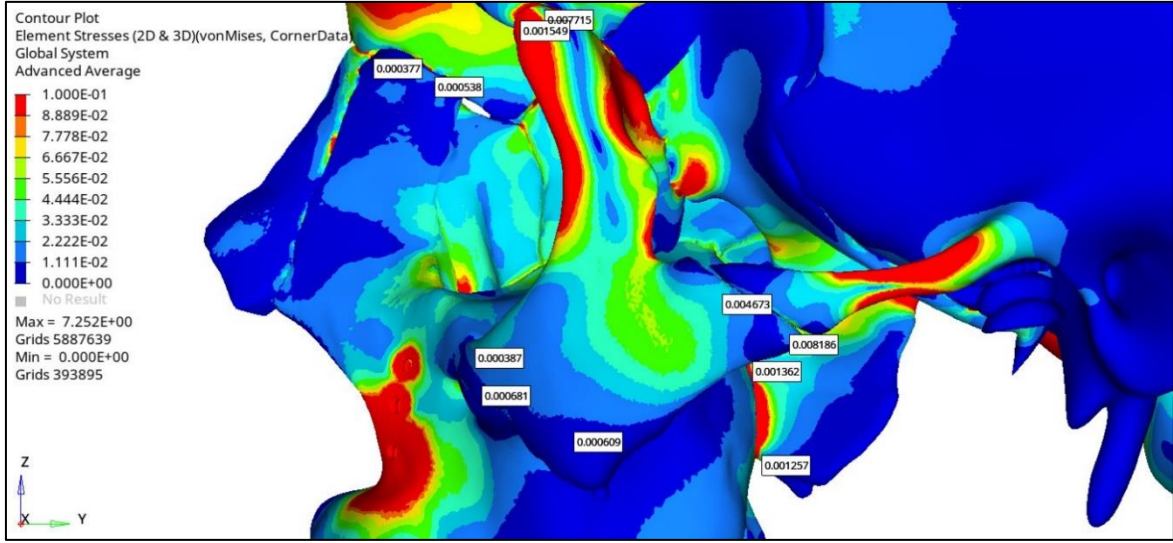 Contour Plot
Element Stresses (2D & 3D)(vonMises, CornerData)
Global System
Advanced Average
1.000E-01
8.889E-02
7.778E-02
6.667E-02
5.556E-02
4.444E-02
3.333E-02
2.222E-02
1.111E-02
0.000E+00
No Result
Max = 7.252E+00
Grids 5887639
Min = 0.000E+00
Grids 393895
0.007715
0.001549
0.000377
0.000538
0.004673
0.008186
0.000387
0.001362
0.000681
0.000609
0.001257
Z
X
Y